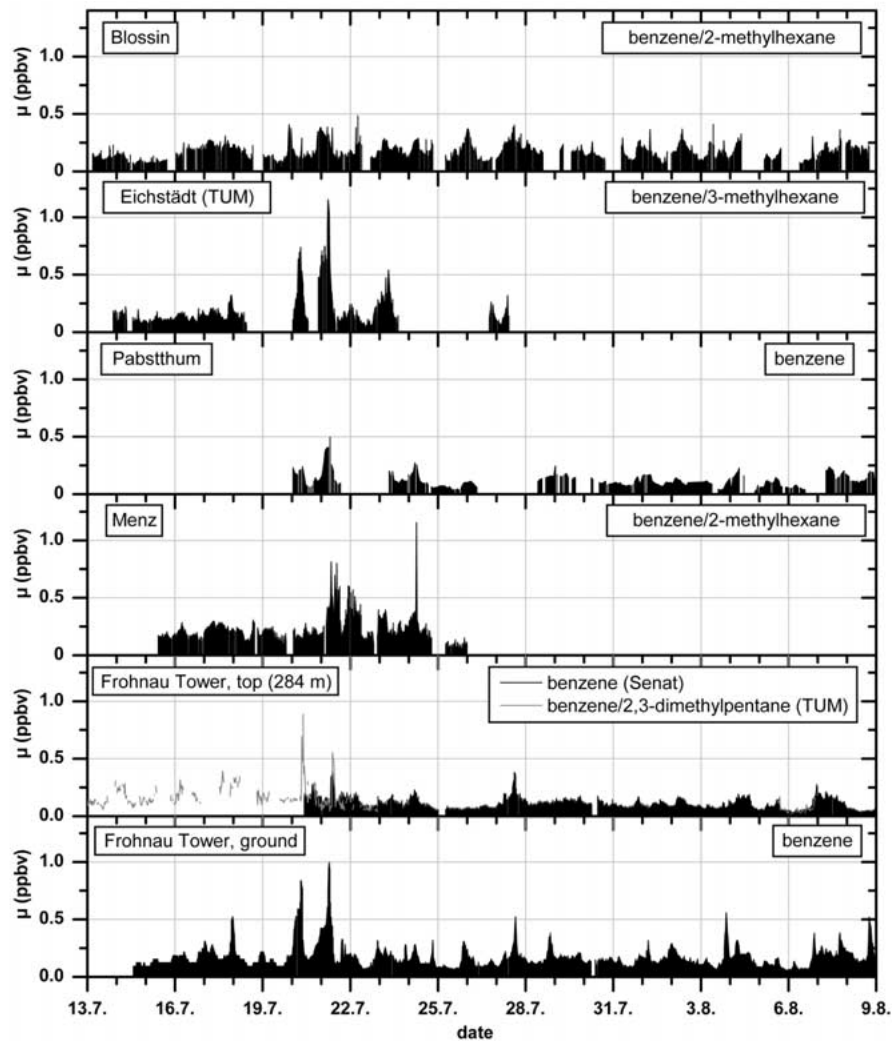 Blossin
benzene/2-methylhexane
1.0
0.5
0
µ (ppbv)
Eichstädt (TUM)
benzene/3-methylhexane
1.0
0.5
0
µ (ppbv)
Pabstthum
benzene
1.0
0.5
0
µ (ppbv)
Menz
benzene/2-methylhexane
1.0
0.5
0
µ (ppbv)
Frohnau Tower, top (284 m)
benzene (Senat)
benzene/2,3-dimethylpentane (TUM)
1.0
0.5
0
µ (ppbv)
Frohnau Tower, ground
benzene
1.0
0.5
0.0
µ (ppbv)
13.7. 16.7. 19.7. 22.7. 25.7. 28.7. 31.7. 3.8. 6.8. 9.8.
date